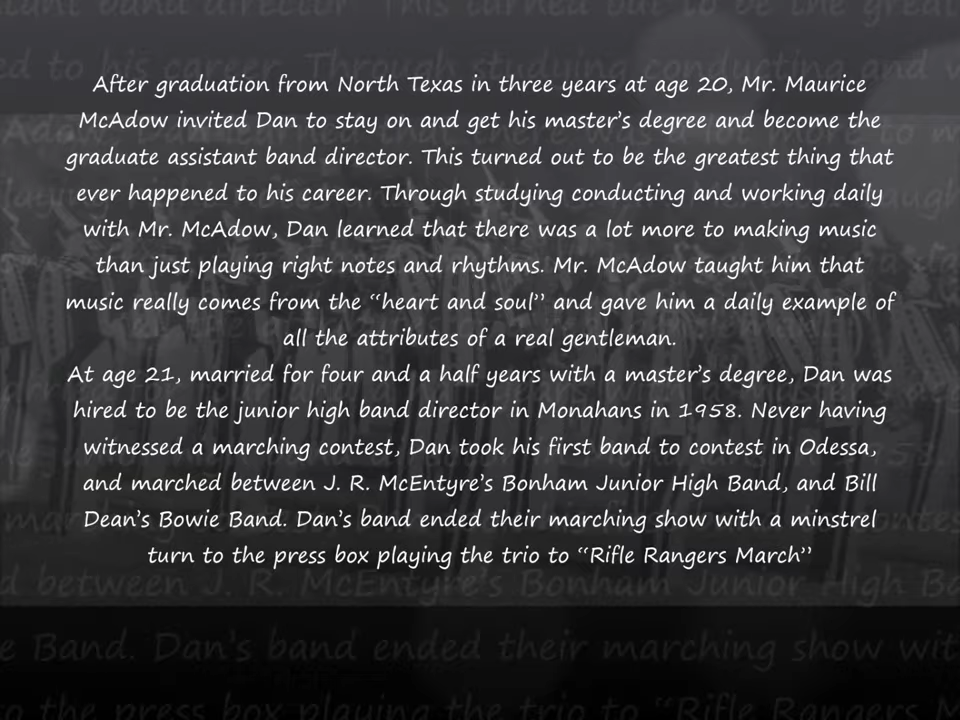 After graduation from North Texas in three years at age 20, Mr. Maurice
McAdow invited Dan to stay on and get his master's degree and become the
graduate assistant band director. This turned out to be the greatest thing that
ever happened to his career. Through studying conducting and working daily
with Mr. McAdow, Dan learned that there was a lot more to making music
than just playing right notes and rhythms. Mr. McAdow taught him that
music really comes from the “heart and soul” and gave him a daily example of
all the attributes of a real gentleman.
At age 21, married for four and a half years with a master's degree, Dan was
hired to be the junior high band director in Monahans in 1958. Never having
witnessed a marching contest, Dan took his first band to contest in Odessa,
and marched between J. R. McEntyre's Bonham Junior High Band, and Bill
Dean's Bowie Band. Dan's band ended their marching show with a minstrel
turn to the press box playing the trio to “Rifle Rangers March”